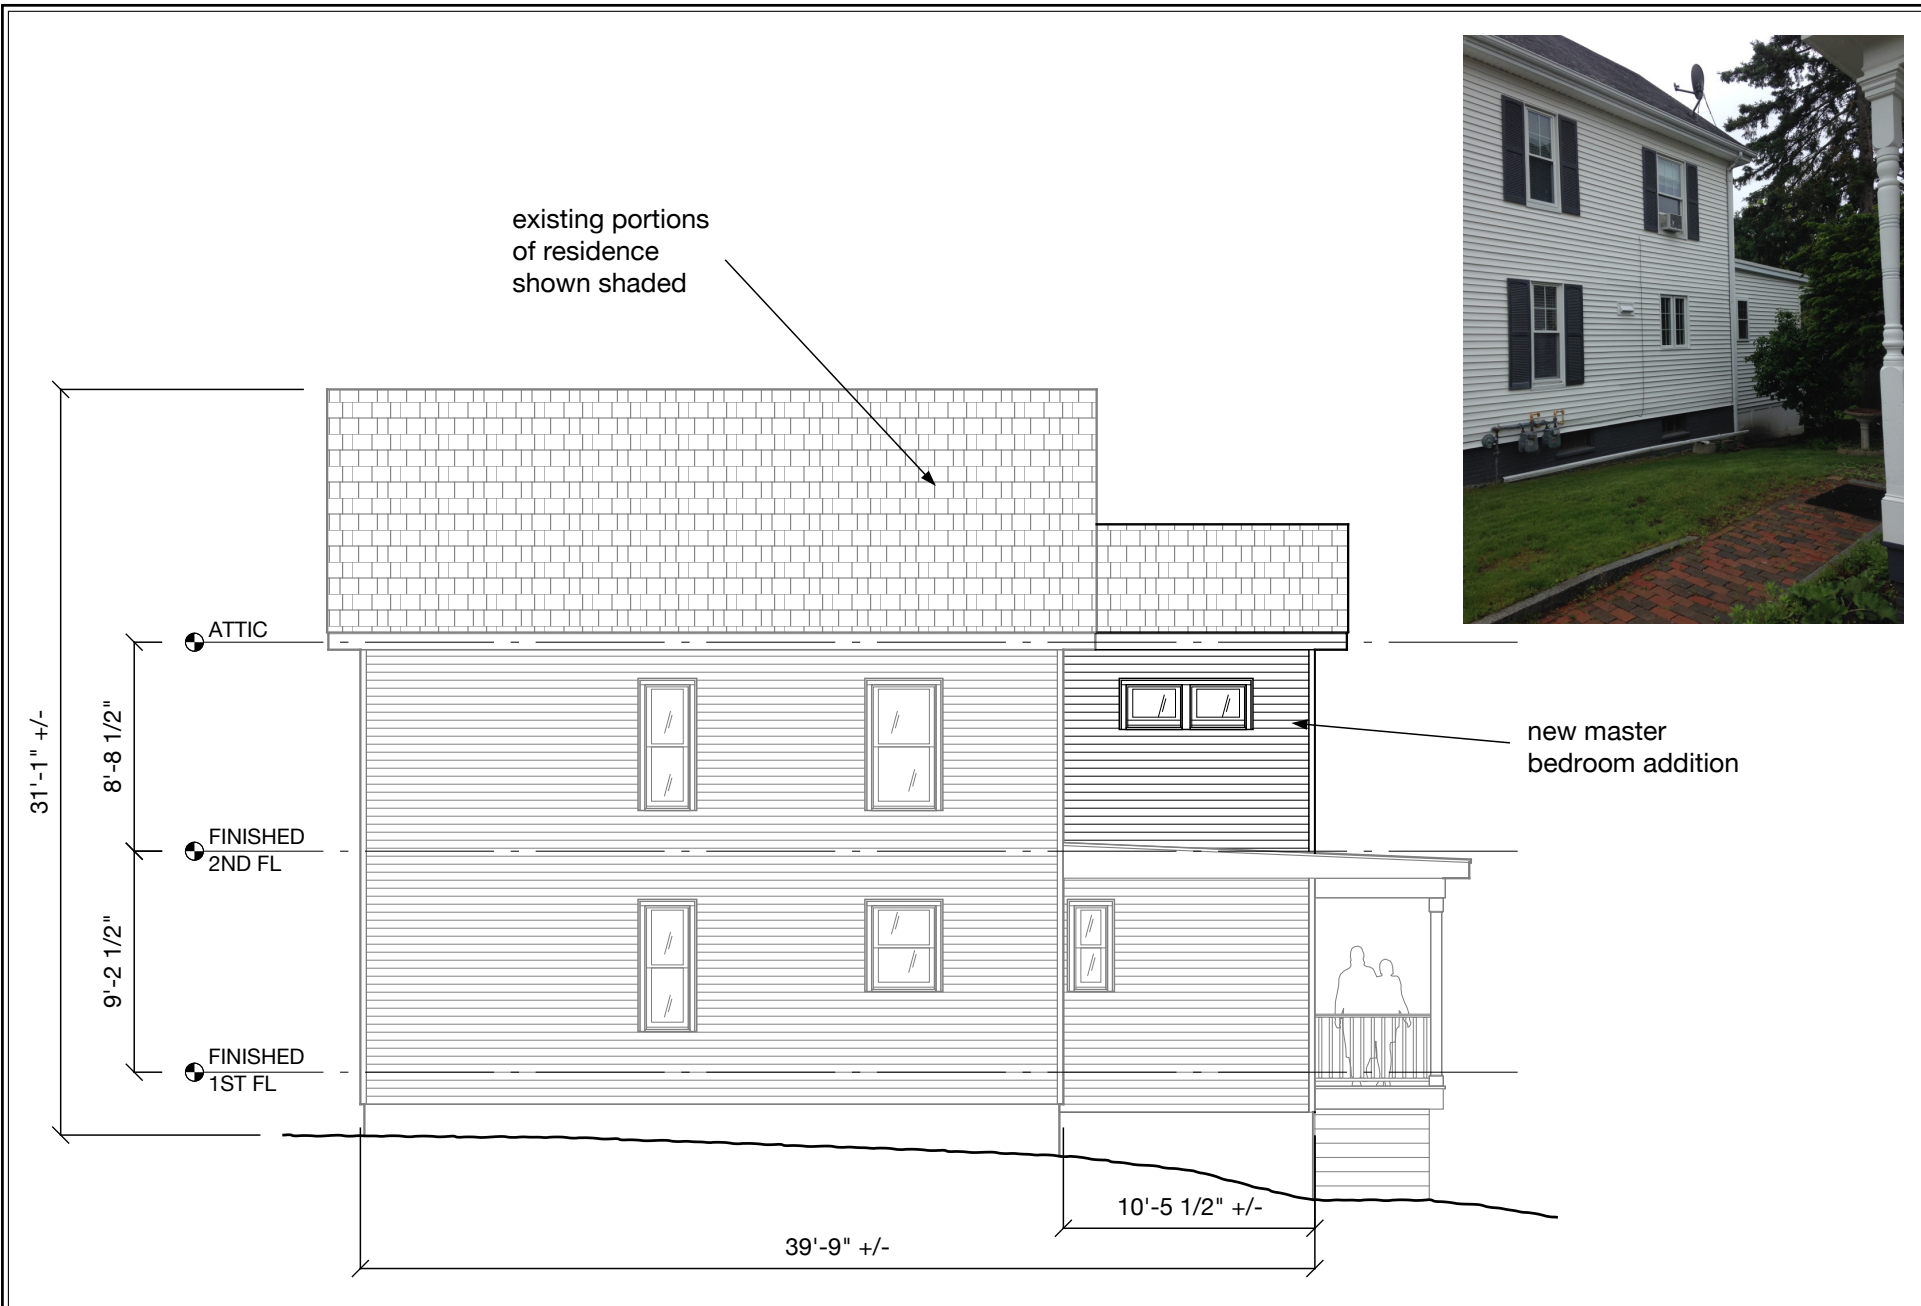 existing portions
of residence
shown shaded
ATTIC
31'-1" +/-
8'-8 1/2"
new master
bedroom addition
FINISHED
2ND FL
9'-2 1/2"
FINISHED
1ST FL
10'-5 1/2" +/-
39'-9" +/-